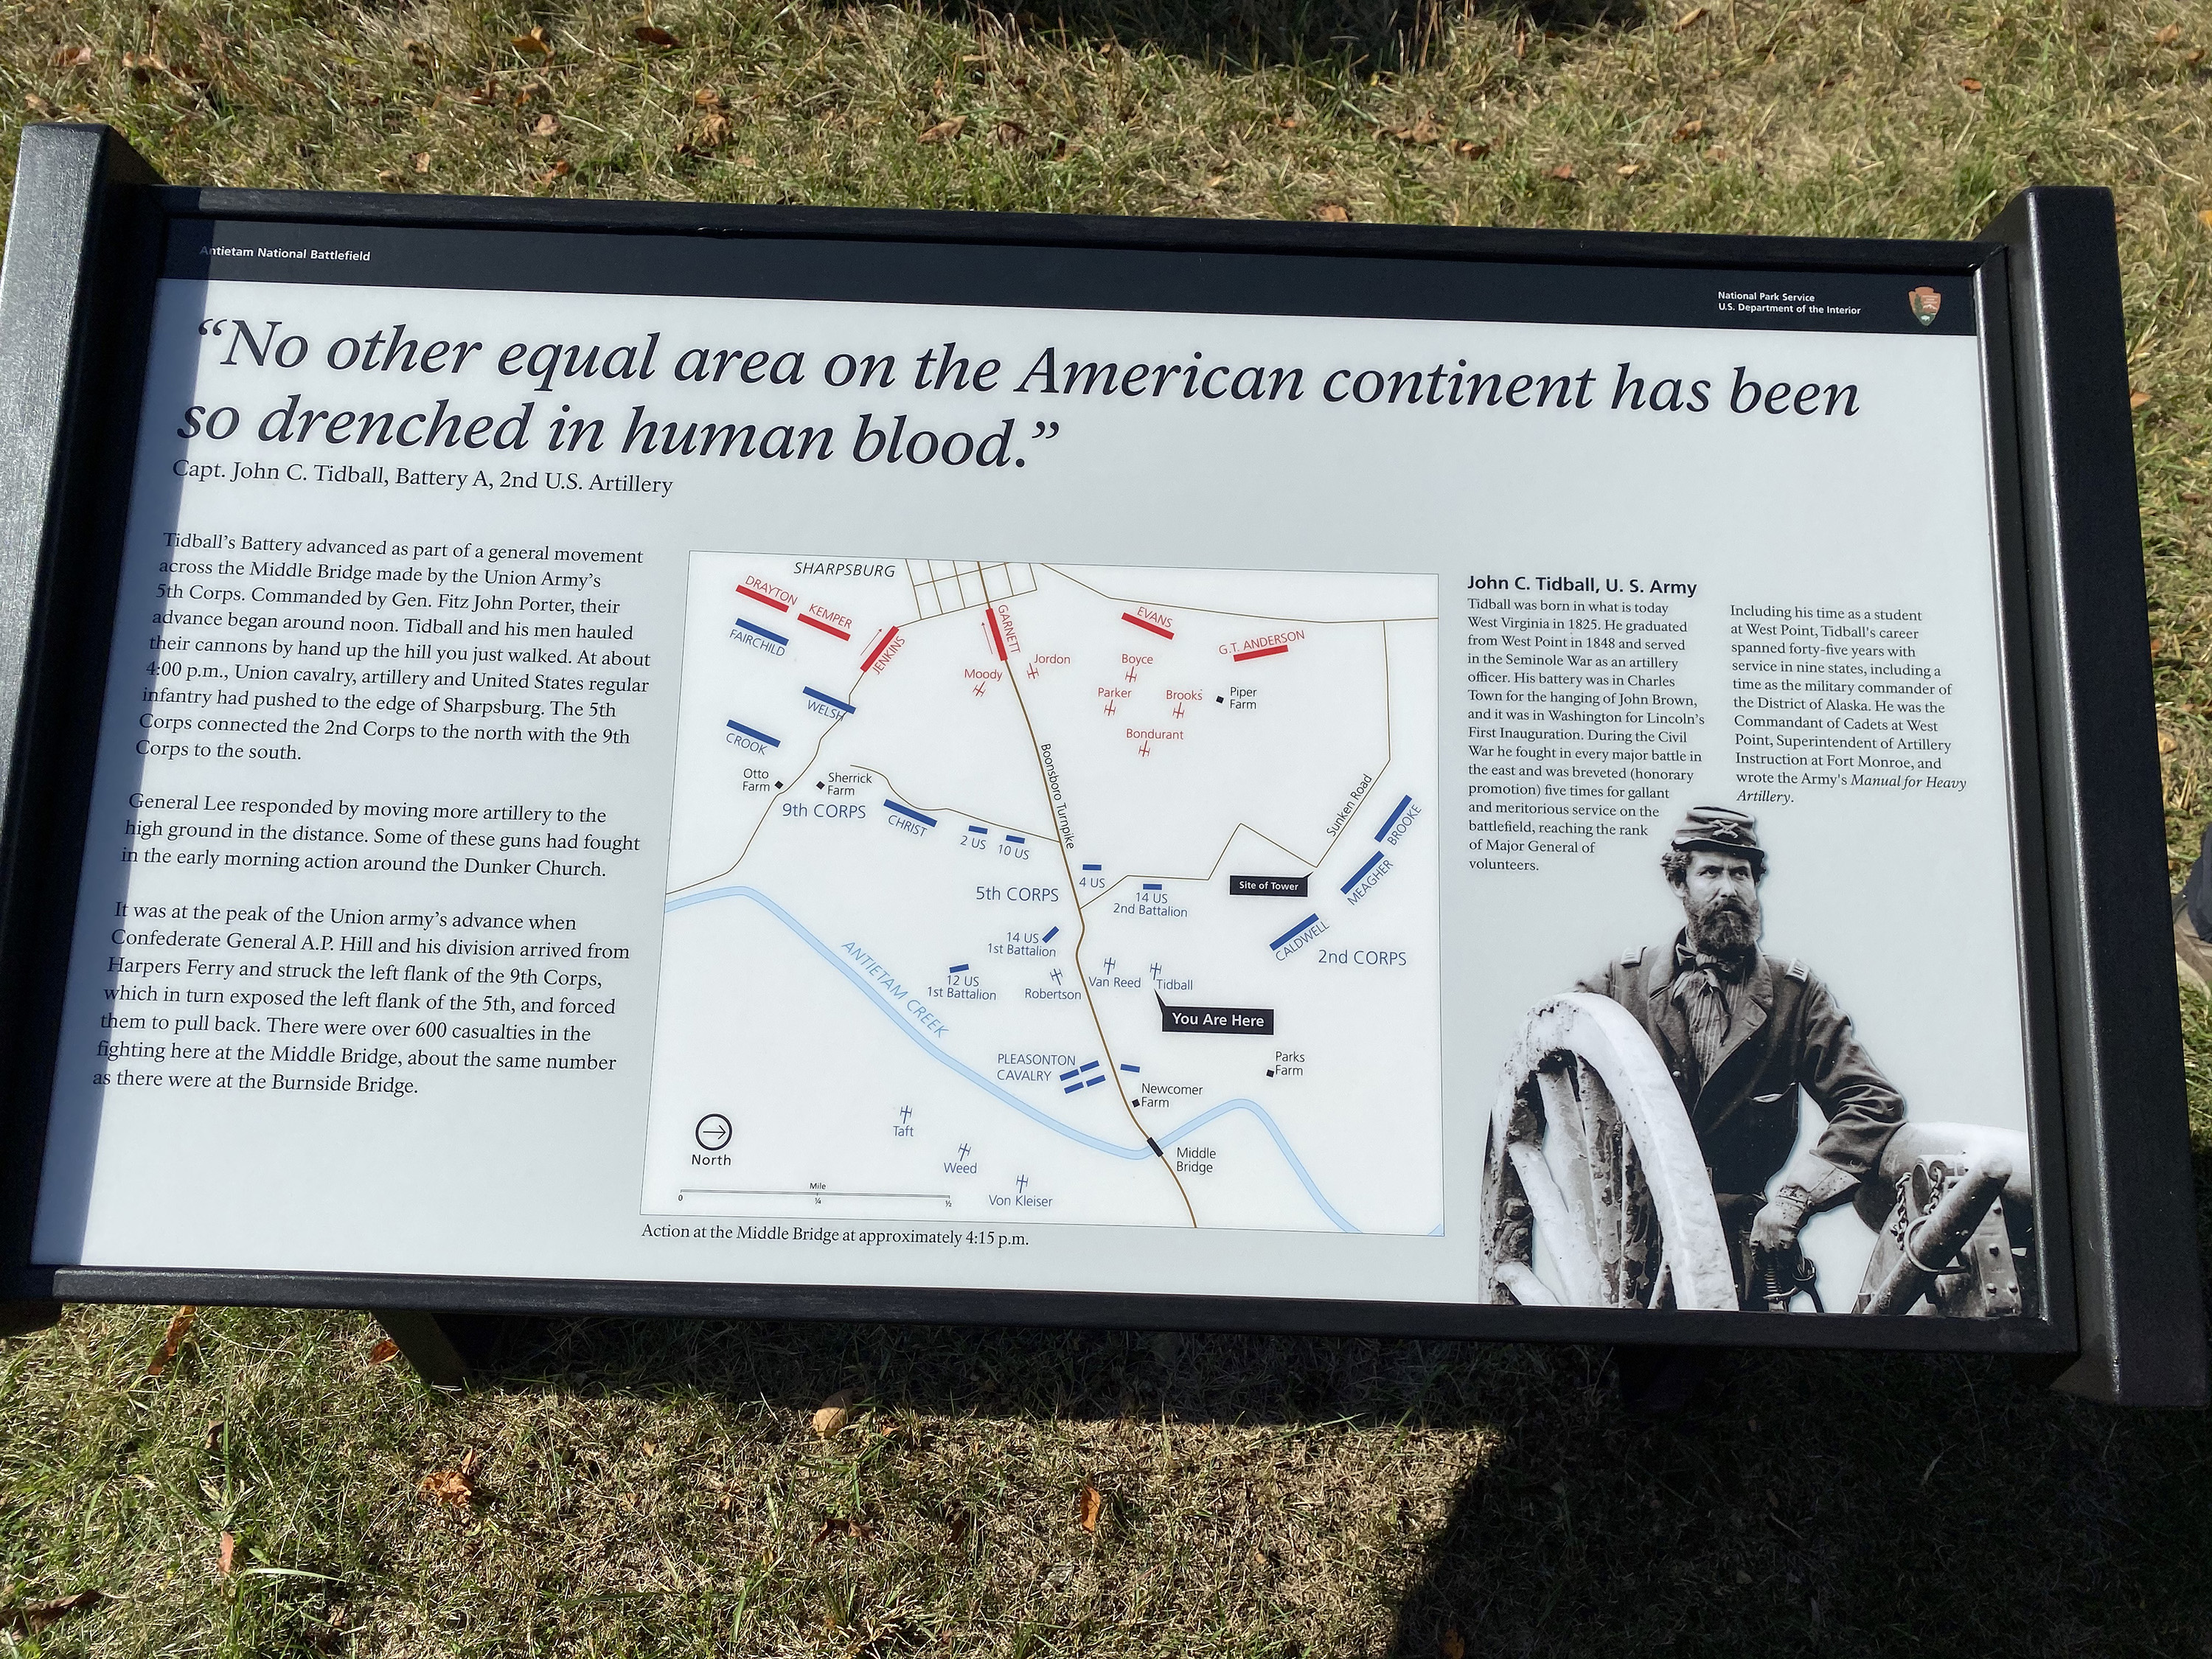 Antietam National Battlefield
National Park Service
U.S. Department of the Interior
“No other equal area on the American continent has been
so drenched in human blood.”
Capt. John C. Tidball, Battery A, 2nd U.S. Artillery
Tidball’s Battery advanced as part of a general movement
across the Middle Bridge made by the Union Army’s
5th Corps. Commanded by Gen. Fitz John Porter, their
advance began around noon. Tidball and his men hauled
their cannons by hand up the hill you just walked. At about
4:00 p.m., Union cavalry, artillery and United States regular
infantry had pushed to the edge of Sharpsburg. The 5th
Corps connected the 2nd Corps to the north with the 9th
Corps to the south.
General Lee responded by moving more artillery to the
high ground in the distance. Some of these guns had fought
in the early morning action around the Dunker Church.
It was at the peak of the Union army’s advance when
Confederate General A.P. Hill and his division arrived from
Harpers Ferry and struck the left flank of the 9th Corps,
which in turn exposed the left flank of the 5th, and forced
them to pull back. There were over 600 casualties in the
fighting here at the Middle Bridge, about the same number
as there were at the Burnside Bridge.
SHARPSBURG
DRAYTON
KEMPER
FAIRCHILD
JENKINS
GARNETT
EVANS
G.T. ANDERSON
Moody
Jordon
Boyce
Parker
Brooks
Piper
Farm
Bondurant
WELSH
CROOK
Otto
Farm
Sherrick
Farm
9th CORPS
CHRIST
2 US
10 US
Boonsboro Turnpike
Sunken Road
BROOKE
MEAGHER
CALDWELL
2nd CORPS
Site of Tower
4 US
14 US
2nd Battalion
5th CORPS
14 US
1st Battalion
12 US
1st Battalion
Robertson
Van Reed
Tidball
You Are Here
ANTIETAM CREEK
PLEASONTON
CAVALRY
Parks
Farm
Newcomer
Farm
Middle
Bridge
Taft
Weed
Von Kleiser
North
Mile
0 ¼ ½
Action at the Middle Bridge at approximately 4:15 p.m.
John C. Tidball, U. S. Army
Tidball was born in what is today
West Virginia in 1825. He graduated
from West Point in 1848 and served
in the Seminole War as an artillery
officer. His battery was in Charles
Town for the hanging of John Brown,
and it was in Washington for Lincoln’s
First Inauguration. During the Civil
War he fought in every major battle in
the east and was breveted (honorary
promotion) five times for gallant
and meritorious service on the
battlefield, reaching the rank
of Major General of
volunteers.
Including his time as a student
at West Point, Tidball's career
spanned forty-five years with
service in nine states, including a
time as the military commander of
the District of Alaska. He was the
Commandant of Cadets at West
Point, Superintendent of Artillery
Instruction at Fort Monroe, and
wrote the Army's Manual for Heavy
Artillery.